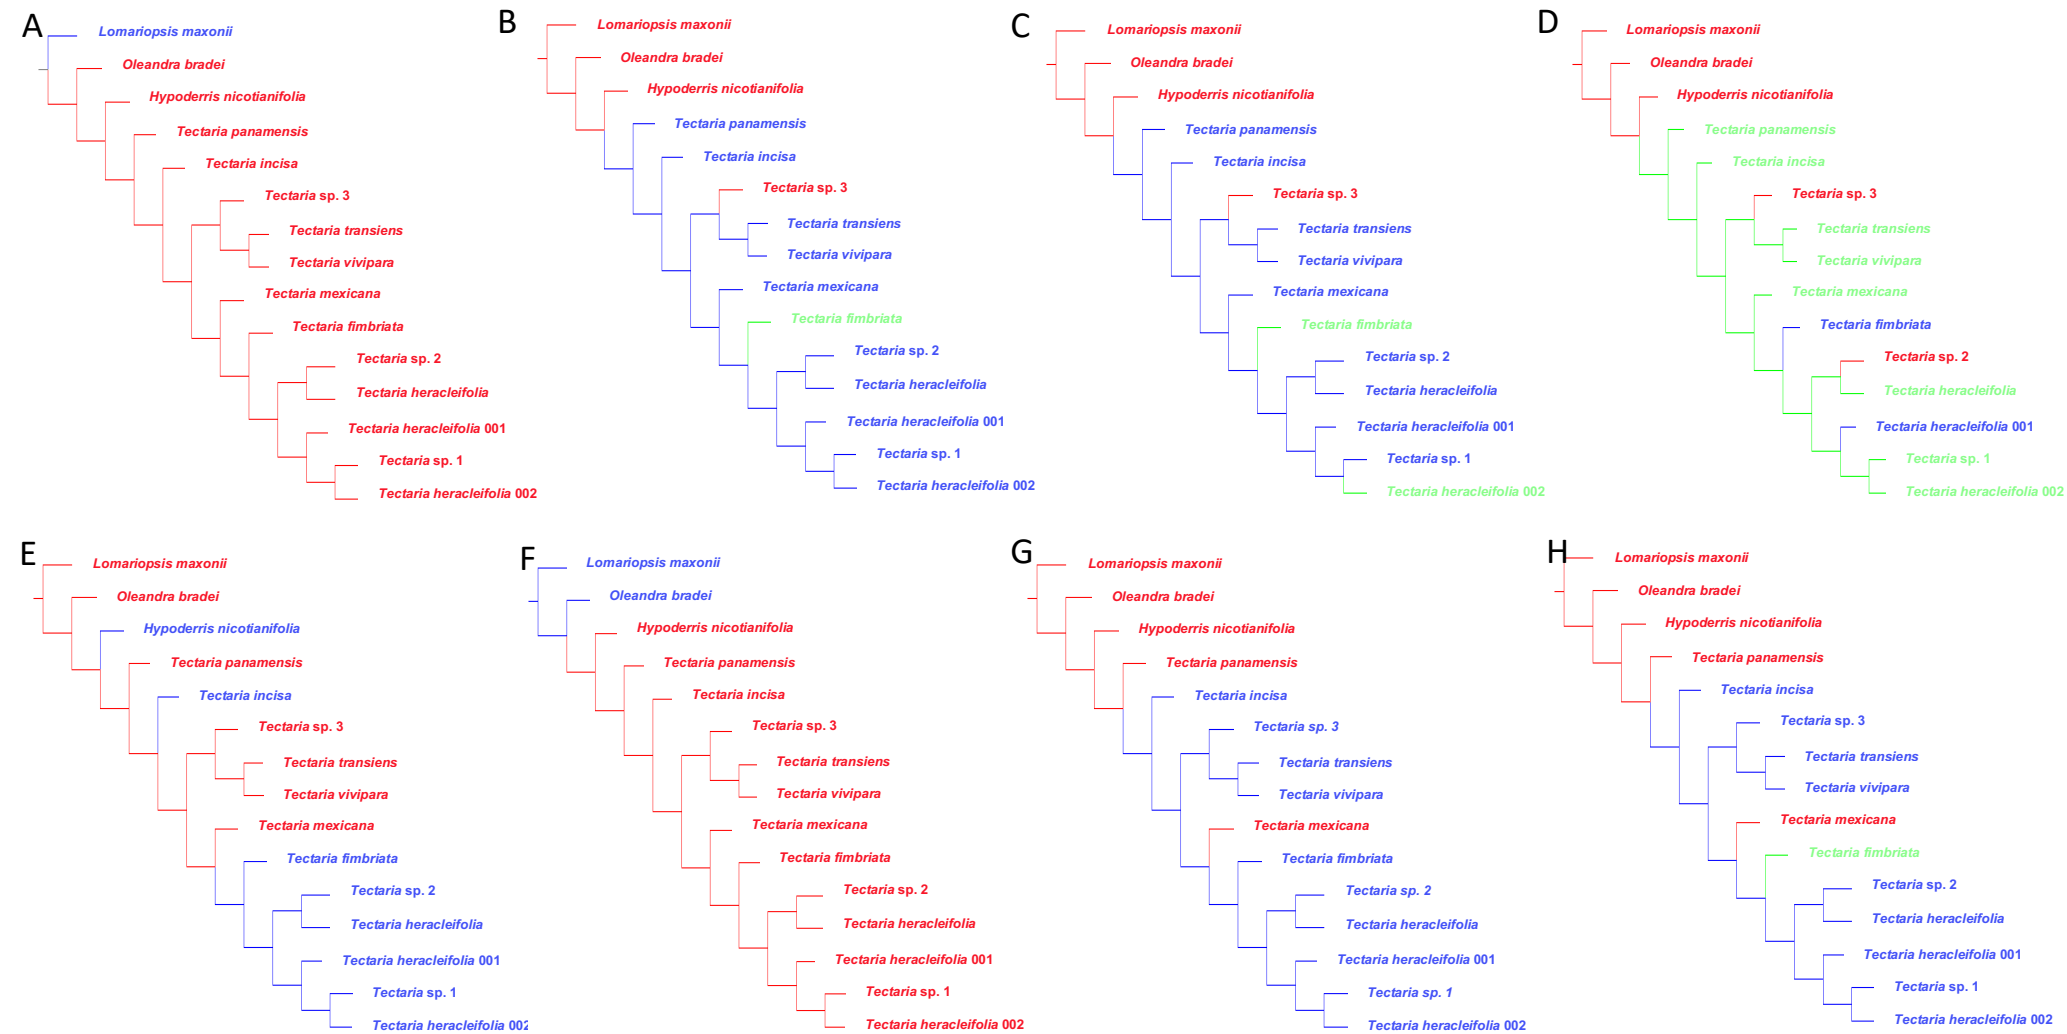 A
Lomariopsis maxonii
Oleandra bradei
Hypoderris nicotianifolia
Tectaria panamensis
Tectaria incisa
Tectaria sp. 3
Tectaria transiens
Tectaria vivipara
Tectaria mexicana
Tectaria fimbriata
Tectaria sp. 2
Tectaria heracleifolia
Tectaria heracleifolia 001
Tectaria sp. 1
Tectaria heracleifolia 002
B
Lomariopsis maxonii
Oleandra bradei
Hypoderris nicotianifolia
Tectaria panamensis
Tectaria incisa
Tectaria sp. 3
Tectaria transiens
Tectaria vivipara
Tectaria mexicana
Tectaria fimbriata
Tectaria sp. 2
Tectaria heracleifolia
Tectaria heracleifolia 001
Tectaria sp. 1
Tectaria heracleifolia 002
C
Lomariopsis maxonii
Oleandra bradei
Hypoderris nicotianifolia
Tectaria panamensis
Tectaria incisa
Tectaria sp. 3
Tectaria transiens
Tectaria vivipara
Tectaria mexicana
Tectaria fimbriata
Tectaria sp. 2
Tectaria heracleifolia
Tectaria heracleifolia 001
Tectaria sp. 1
Tectaria heracleifolia 002
D
Lomariopsis maxonii
Oleandra bradei
Hypoderris nicotianifolia
Tectaria panamensis
Tectaria incisa
Tectaria sp. 3
Tectaria transiens
Tectaria vivipara
Tectaria mexicana
Tectaria fimbriata
Tectaria sp. 2
Tectaria heracleifolia
Tectaria heracleifolia 001
Tectaria sp. 1
Tectaria heracleifolia 002
E
Lomariopsis maxonii
Oleandra bradei
Hypoderris nicotianifolia
Tectaria panamensis
Tectaria incisa
Tectaria sp. 3
Tectaria transiens
Tectaria vivipara
Tectaria mexicana
Tectaria fimbriata
Tectaria sp. 2
Tectaria heracleifolia
Tectaria heracleifolia 001
Tectaria sp. 1
Tectaria heracleifolia 002
F
Lomariopsis maxonii
Oleandra bradei
Hypoderris nicotianifolia
Tectaria panamensis
Tectaria incisa
Tectaria sp. 3
Tectaria transiens
Tectaria vivipara
Tectaria mexicana
Tectaria fimbriata
Tectaria sp. 2
Tectaria heracleifolia
Tectaria heracleifolia 001
Tectaria sp. 1
Tectaria heracleifolia 002
G
Lomariopsis maxonii
Oleandra bradei
Hypoderris nicotianifolia
Tectaria panamensis
Tectaria incisa
Tectaria sp. 3
Tectaria transiens
Tectaria vivipara
Tectaria mexicana
Tectaria fimbriata
Tectaria sp. 2
Tectaria heracleifolia
Tectaria heracleifolia 001
Tectaria sp. 1
Tectaria heracleifolia 002
H
Lomariopsis maxonii
Oleandra bradei
Hypoderris nicotianifolia
Tectaria panamensis
Tectaria incisa
Tectaria sp. 3
Tectaria transiens
Tectaria vivipara
Tectaria mexicana
Tectaria fimbriata
Tectaria sp. 2
Tectaria heracleifolia
Tectaria heracleifolia 001
Tectaria sp. 1
Tectaria heracleifolia 002